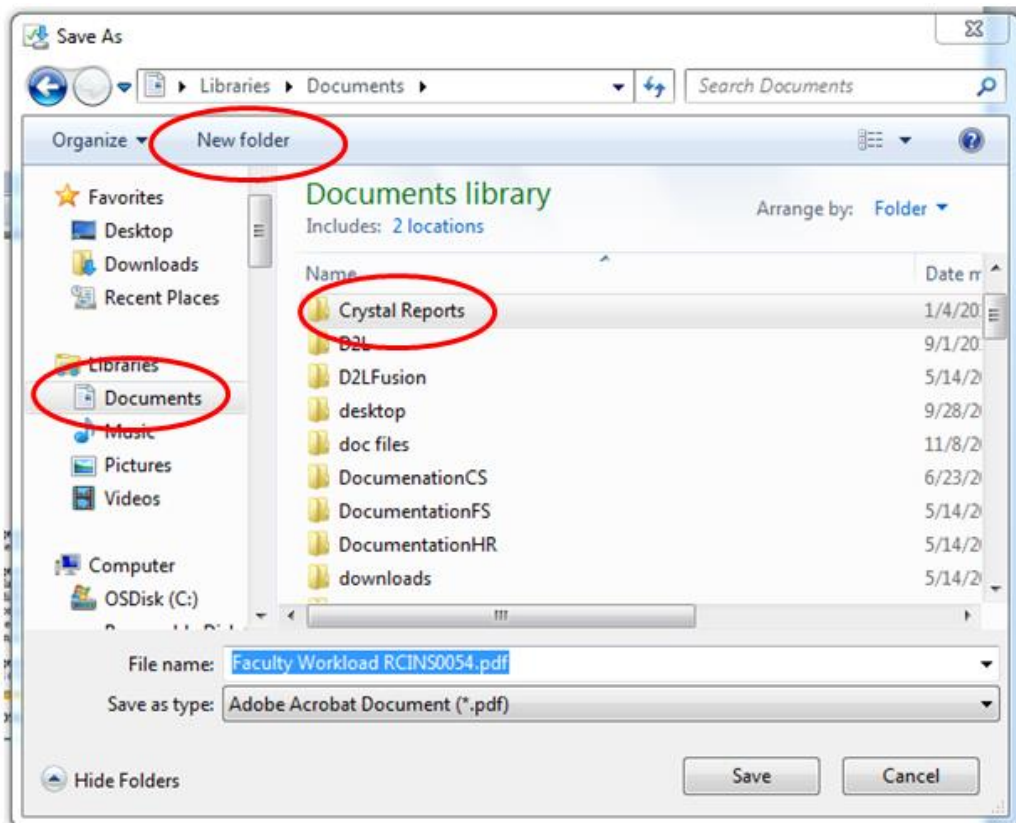 Save As
Libraries Documents
Search Documents
Organize New folder
Favorites
Desktop
Downloads
Recent Places
Libraries
Documents
Music
Pictures
Videos
Computer
OSDisk (C:)
Documents library
Includes: 2 locations
Arrange by: Folder
Name Date m
Crystal Reports 1/4/20
D2L 9/1/20
D2LFusion 5/14/2
desktop 9/28/2
doc files 11/8/2
DocumenationCS 6/23/2
DocumentationFS 5/14/2
DocumentationHR 5/14/2
downloads 5/14/2
File name: Faculty Workload RCINS0054.pdf
Save as type: Adobe Acrobat Document (*.pdf)
Hide Folders
Save Cancel